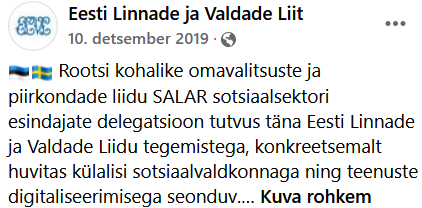 Eesti Linnade ja Valdade Liit
10. detsember 2019 ·
🇪🇪🇸🇪 Rootsi kohalike omavalitsuste ja
piirkondade liidu SALAR sotsiaalsektori
esindajate delegatsioon tutvus täna Eesti Linnade
ja Valdade Liidu tegemistega, konkreetsemalt
huvitas külalisi sotsiaalvaldkonnaga ning teenuste
digitaliseerimisega seonduv.... Kuva rohkem